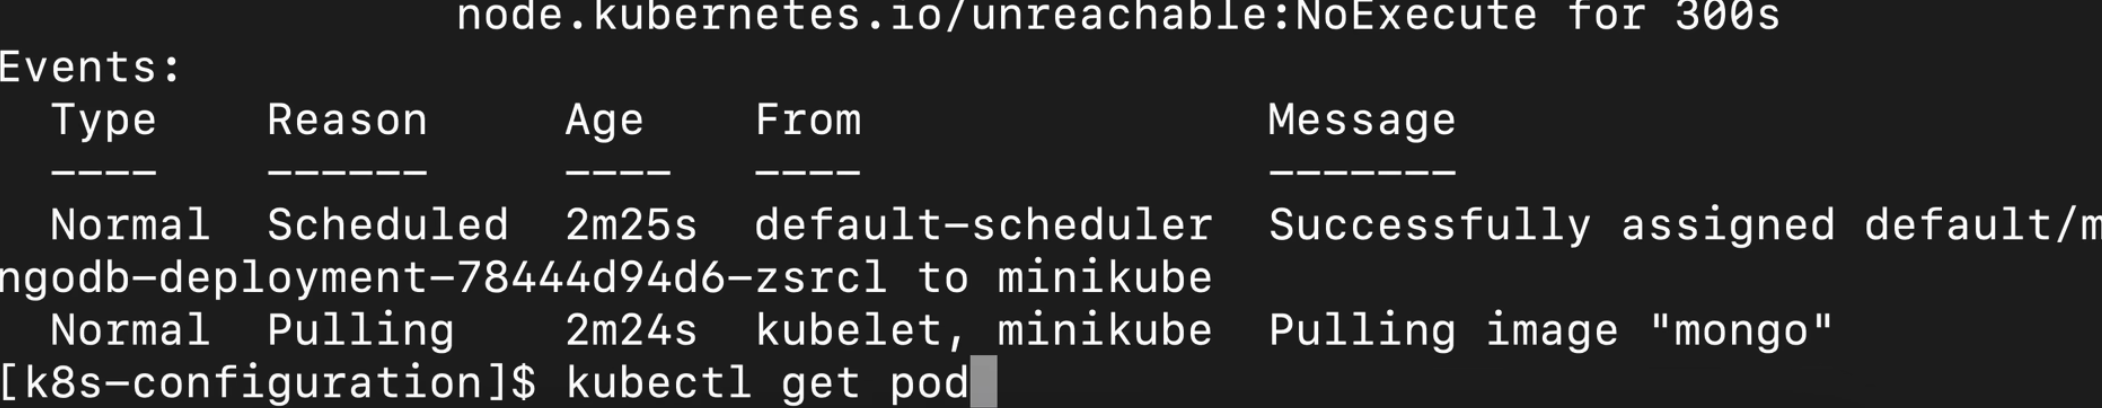 node.kubernetes.io/unreachable:NoExecute for 300s
Events:
Type Reason Age From Message
---- ------ ---- ---- -------
Normal Scheduled 2m25s default-scheduler Successfully assigned default/m
ngodb-deployment-78444d94d6-zsrcl to minikube
Normal Pulling 2m24s kubelet, minikube Pulling image "mongo"
[k8s-configuration]$ kubectl get pod